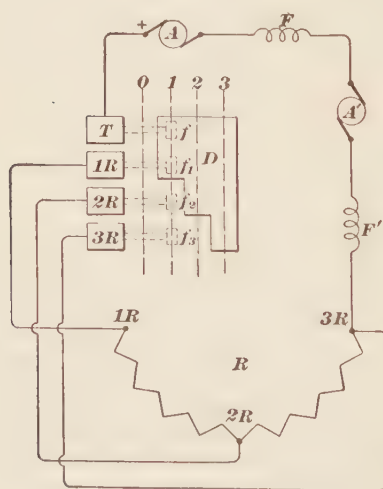 + A F
A'
0 1 2 3
T f
D
1R f₁
2R f₂
3R f₃
F'
1R 3R
R
2R